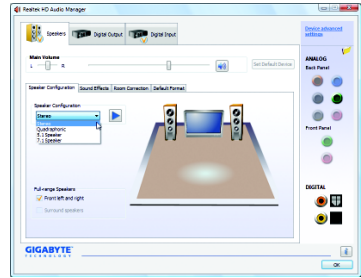 Realtek HD Audio Manager
Speakers
Digital Output
Digital Input
Device advanced
settings
Main Volume
L
R
Set Default Device
ANALOG
Back Panel
Speaker Configuration
Sound Effects
Room Correction
Default Format
Speaker Configuration
Stereo
Stereo
Quadraphonic
5.1 Speaker
7.1 Speaker
Front Panel
Full-range Speakers
Front left and right
Surround speakers
DIGITAL
GIGABYTE
TECHNOLOGY
OK